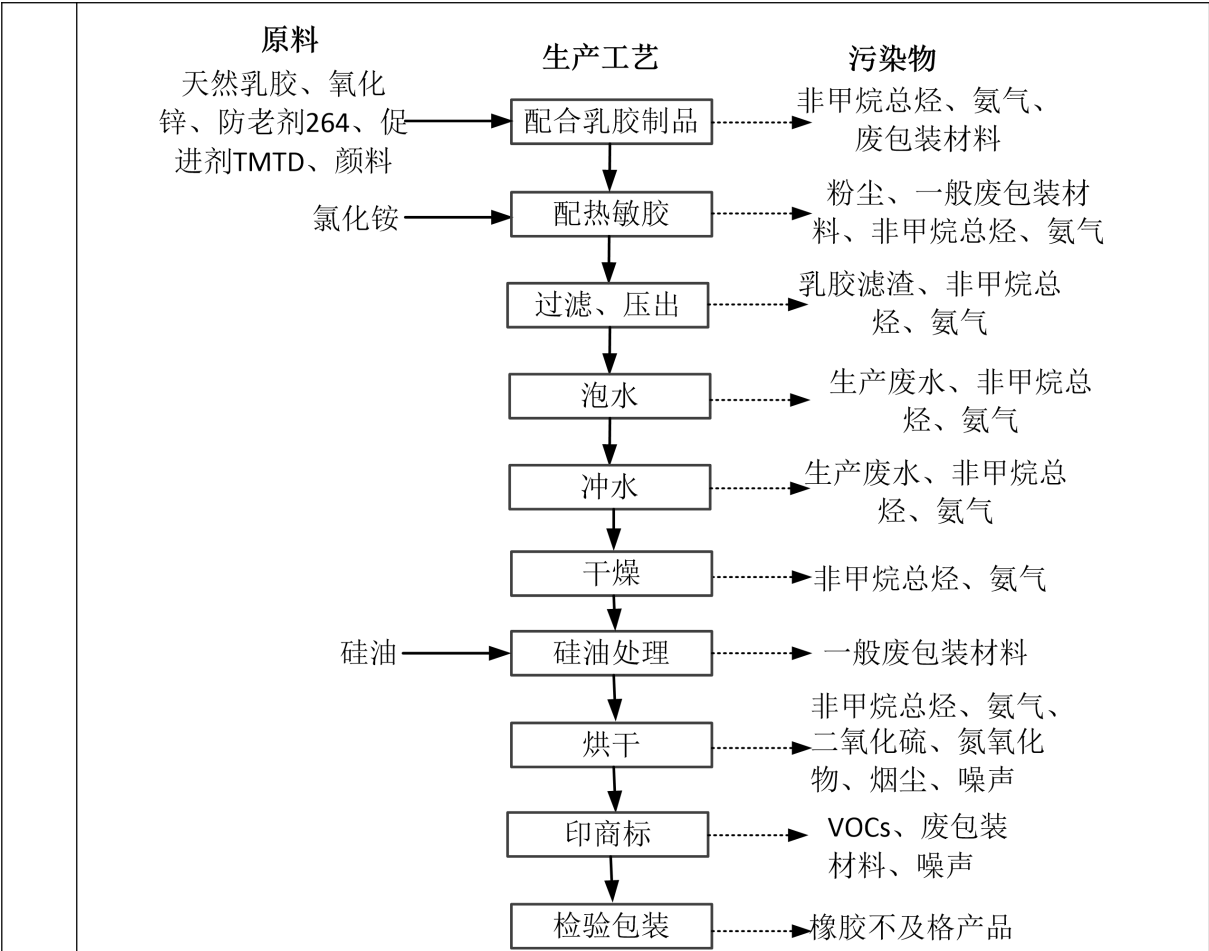 原料
生产工艺
污染物
天然乳胶、氧化
锌、防老剂264、促
进剂TMTD、颜料
配合乳胶制品
非甲烷总烃、氨气、
废包装材料
氯化铵
配热敏胶
粉尘、一般废包装材
料、非甲烷总烃、氨气
过滤、压出
乳胶滤渣、非甲烷总
烃、氨气
泡水
生产废水、非甲烷总
烃、氨气
冲水
生产废水、非甲烷总
烃、氨气
干燥
非甲烷总烃、氨气
硅油
硅油处理
一般废包装材料
烘干
非甲烷总烃、氨气、
二氧化硫、氮氧化
物、烟尘、噪声
印商标
VOCs、废包装
材料、噪声
检验包装
橡胶不及格产品